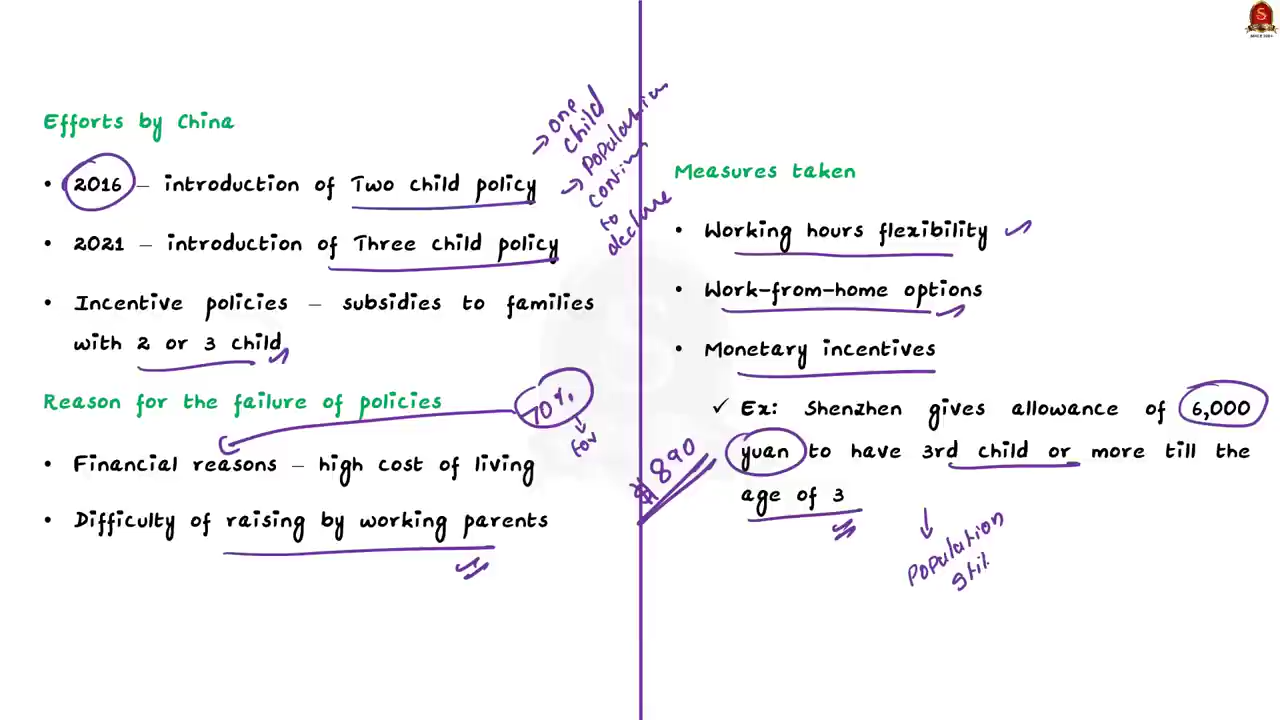 Efforts by China
• 2016 – introduction of Two child policy
• 2021 – introduction of Three child policy
• Incentive policies – subsidies to families
with 2 or 3 child
→ one
child
→ population
to
Reason for the failure of policies
70%
• Financial reasons – high cost of living
• Difficulty of raising by working parents
Measures taken
• Working hours flexibility
• Work-from-home options
• Monetary incentives
✓ Ex: Shenzhen gives allowance of 6,000
yuan to have 3rd child or more till the
age of 3
$890
↓
population
S